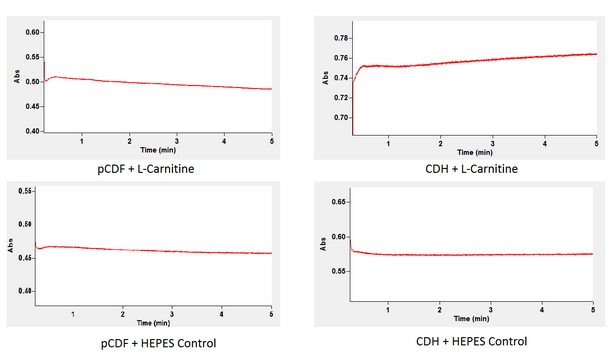 0.60
0.55
0.50
0.45
0.40
Abs
1 2 3 4 5
Time (min)
pCDF + L-Carnitine
0.78
0.76
0.74
0.72
0.70
Abs
1 2 3 4 5
Time (min)
CDH + L-Carnitine
0.55
0.50
0.45
0.40
Abs
1 2 3 4 5
Time (min)
pCDF + HEPES Control
0.65
0.60
0.55
Abs
1 2 3 4 5
Time (min)
CDH + HEPES Control